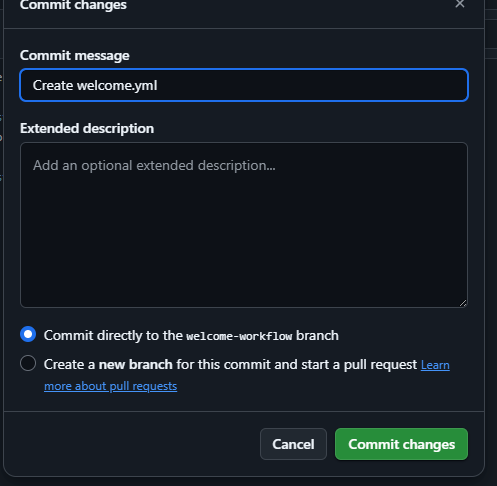 Commit changes
Commit message
Create welcome.yml
Extended description
Add an optional extended description...
Commit directly to the welcome-workflow branch
Create a new branch for this commit and start a pull request Learn
more about pull requests
Cancel
Commit changes